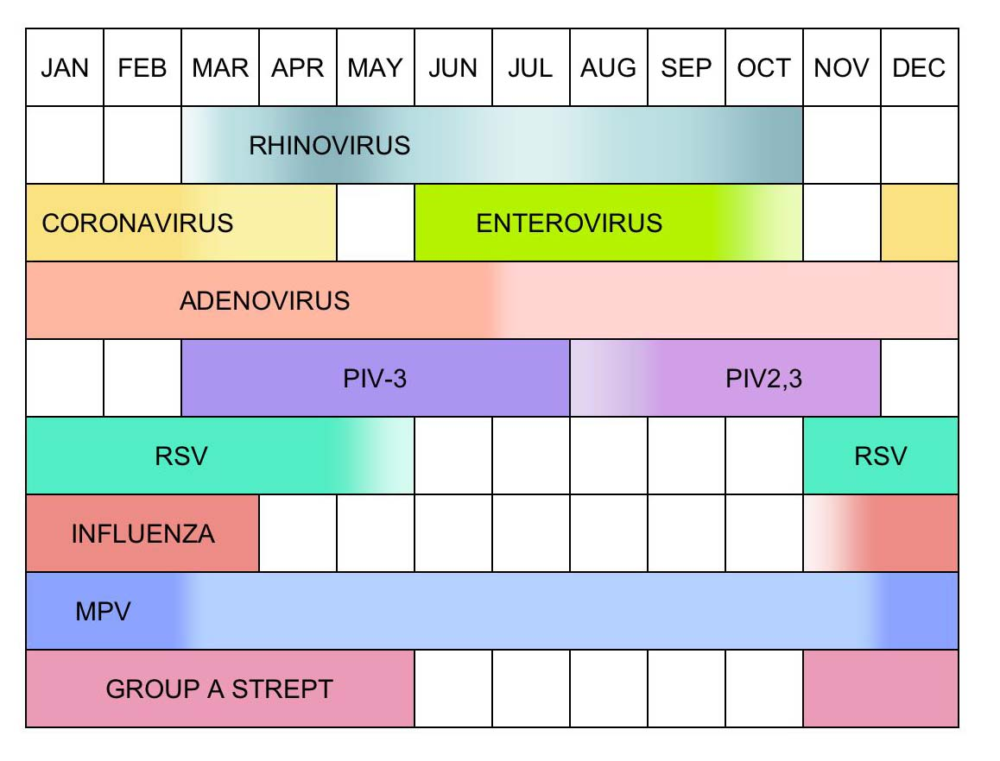 JAN FEB MAR APR MAY JUN JUL AUG SEP OCT NOV DEC
RHINOVIRUS
CORONAVIRUS ENTEROVIRUS
ADENOVIRUS
PIV-3 PIV2,3
RSV RSV
INFLUENZA
MPV
GROUP A STREPT